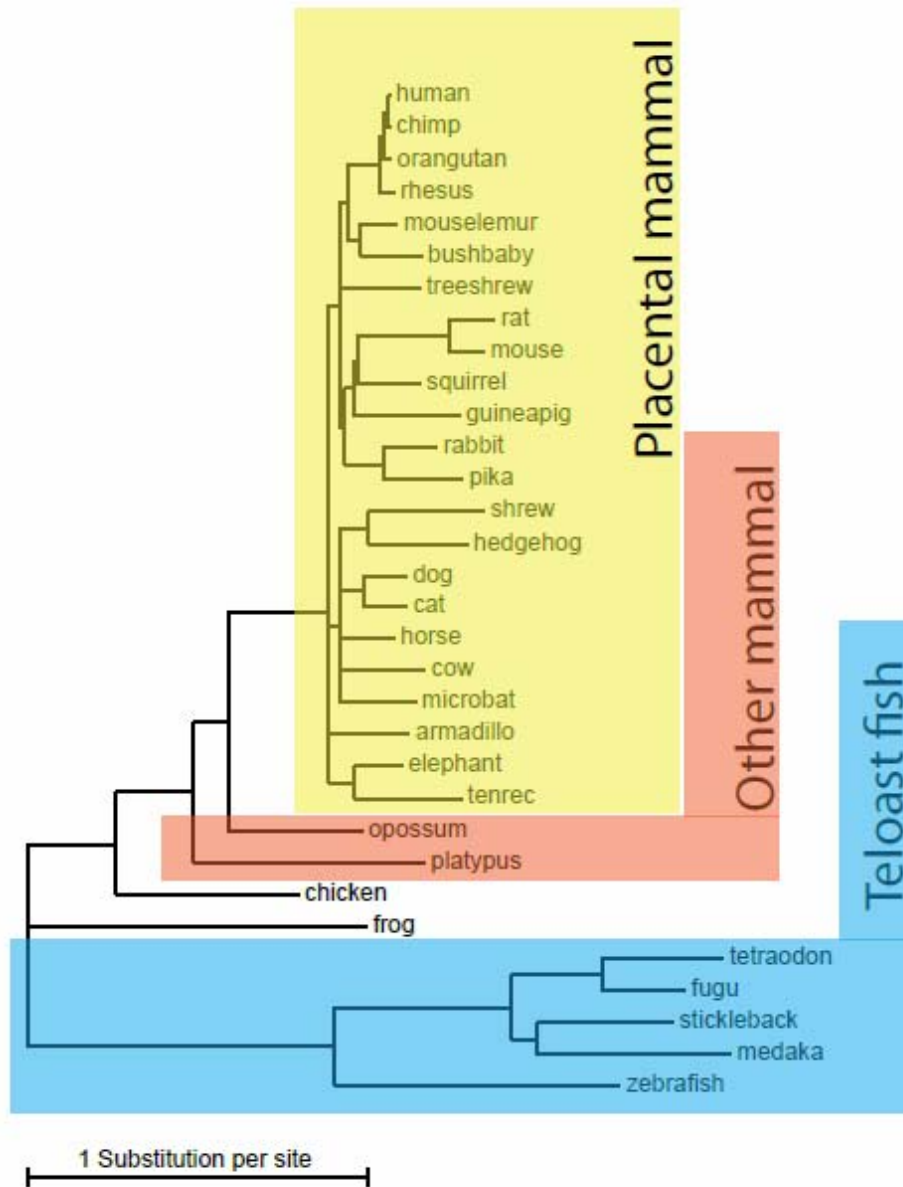 Placental mammal
human
chimp
orangutan
rhesus
mouselemur
bushbaby
treeshrew
rat
mouse
squirrel
guineapig
rabbit
pika
shrew
hedgehog
dog
cat
horse
cow
microbat
armadillo
elephant
tenrec
Other mammal
opossum
platypus
chicken
frog
Teloast fish
tetraodon
fugu
stickleback
medaka
zebrafish
1 Substitution per site